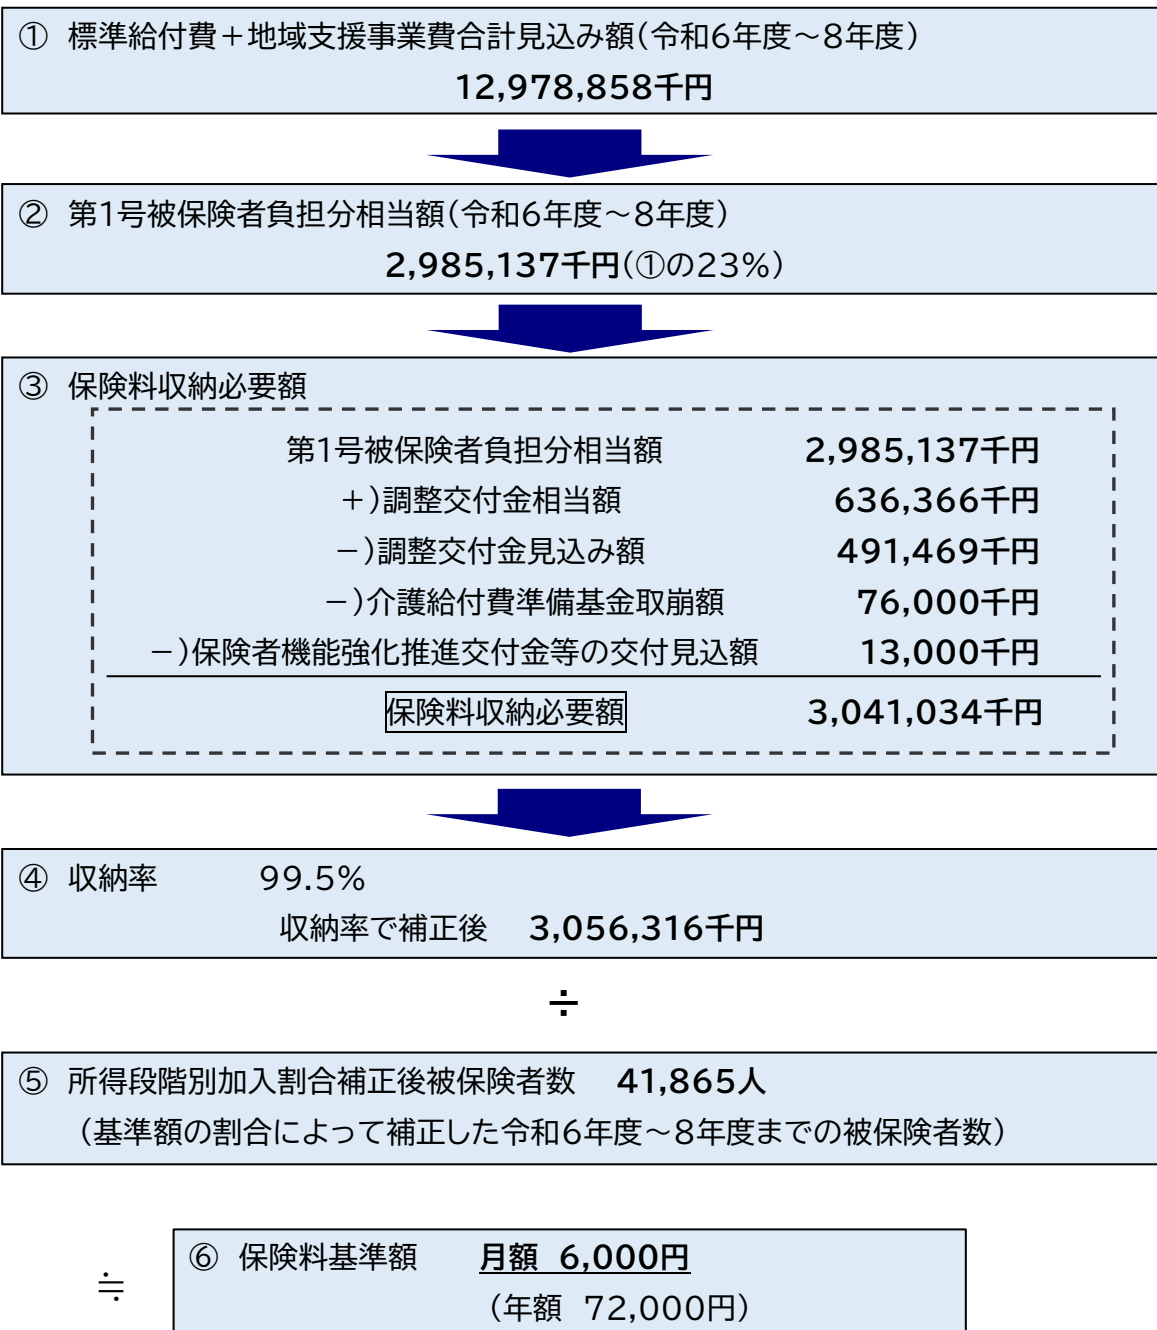 ① 標準給付費＋地域支援事業費合計見込み額（令和６年度～８年度）
12,978,858千円
② 第１号被保険者負担分相当額（令和６年度～８年度）
2,985,137千円（①の23％）
③ 保険料収納必要額
第１号被保険者負担分相当額 2,985,137千円
＋）調整交付金相当額 636,366千円
－）調整交付金見込み額 491,469千円
－）介護給付費準備基金取崩額 76,000千円
－）保険者機能強化推進交付金等の交付見込額 13,000千円
保険料収納必要額 3,041,034千円
④ 収納率 99.5％
収納率で補正後 3,056,316千円
÷
⑤ 所得段階別加入割合補正後被保険者数 41,865人
（基準額の割合によって補正した令和６年度～８年度までの被保険者数）
⑥ 保険料基準額 月額 6,000円
≒
（年額 72,000円）